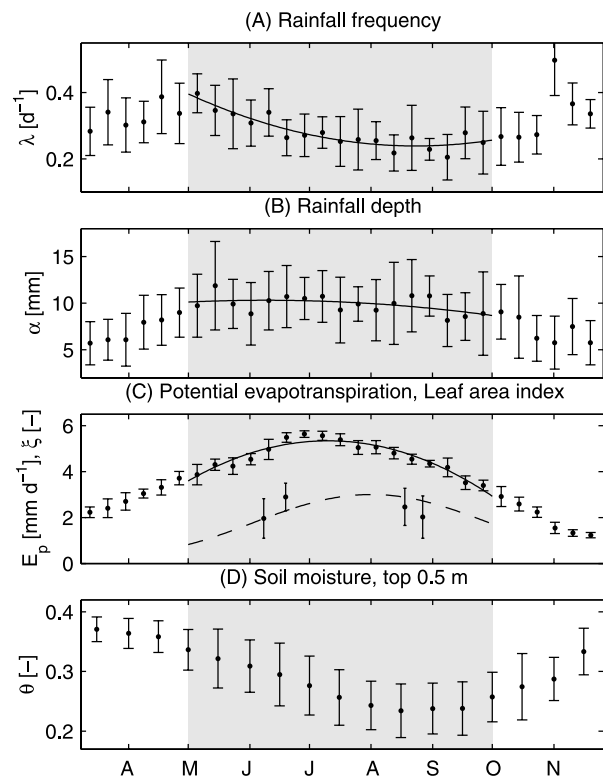 (A) Rainfall frequency
λ [d⁻¹]
0.4
0.2
(B) Rainfall depth
α [mm]
15
10
5
(C) Potential evapotranspiration, Leaf area index
Eₚ [mm d⁻¹], ξ [–]
6
4
2
0
(D) Soil moisture, top 0.5 m
θ [–]
0.4
0.3
0.2
A M J J A S O N